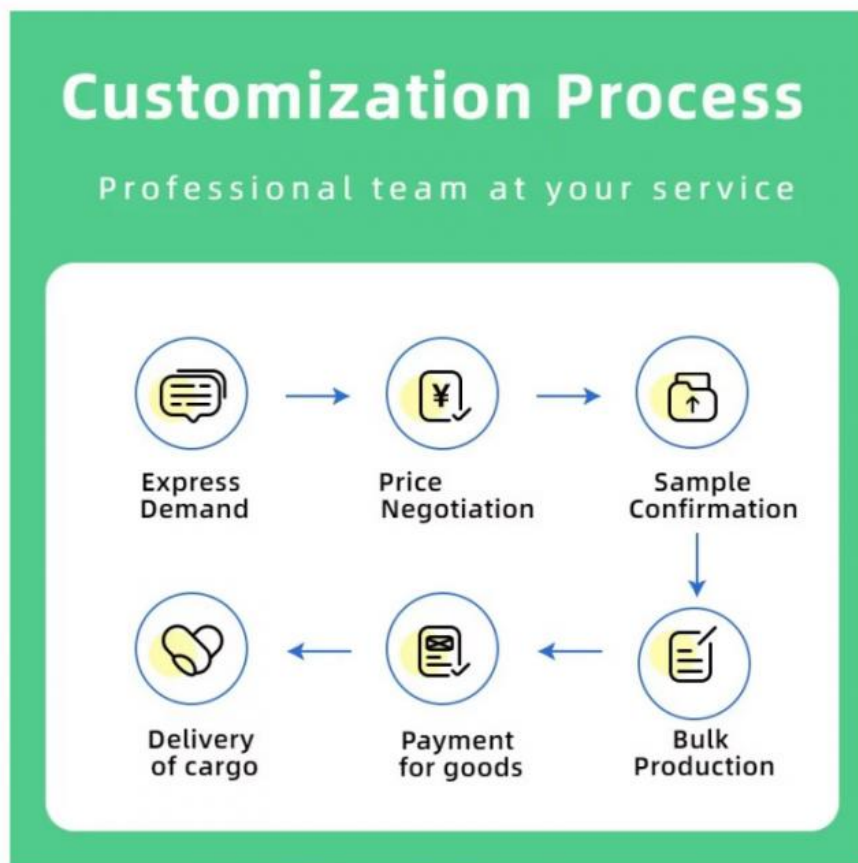 Customization Process
Professional team at your service
Express
Demand
Price
Negotiation
Sample
Confirmation
Delivery
of cargo
Payment
for goods
Bulk
Production
¥